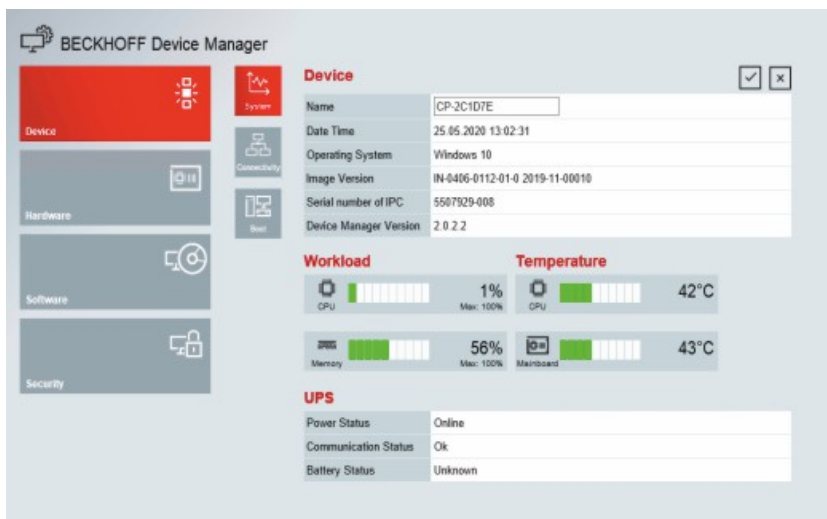 BECKHOFF Device Manager
Device
Hardware
Software
Security
System
Connectivity
Boot
Device
Name CP-2C1D7E
Date Time 25.05.2020 13:02:31
Operating System Windows 10
Image Version IN-0406-0112-01-0 2019-11-00010
Serial number of IPC 5507929-008
Device Manager Version 2.0.2.2
Workload Temperature
CPU 1% Max: 100% CPU 42°C
Memory 56% Max: 100% Mainboard 43°C
UPS
Power Status Online
Communication Status Ok
Battery Status Unknown